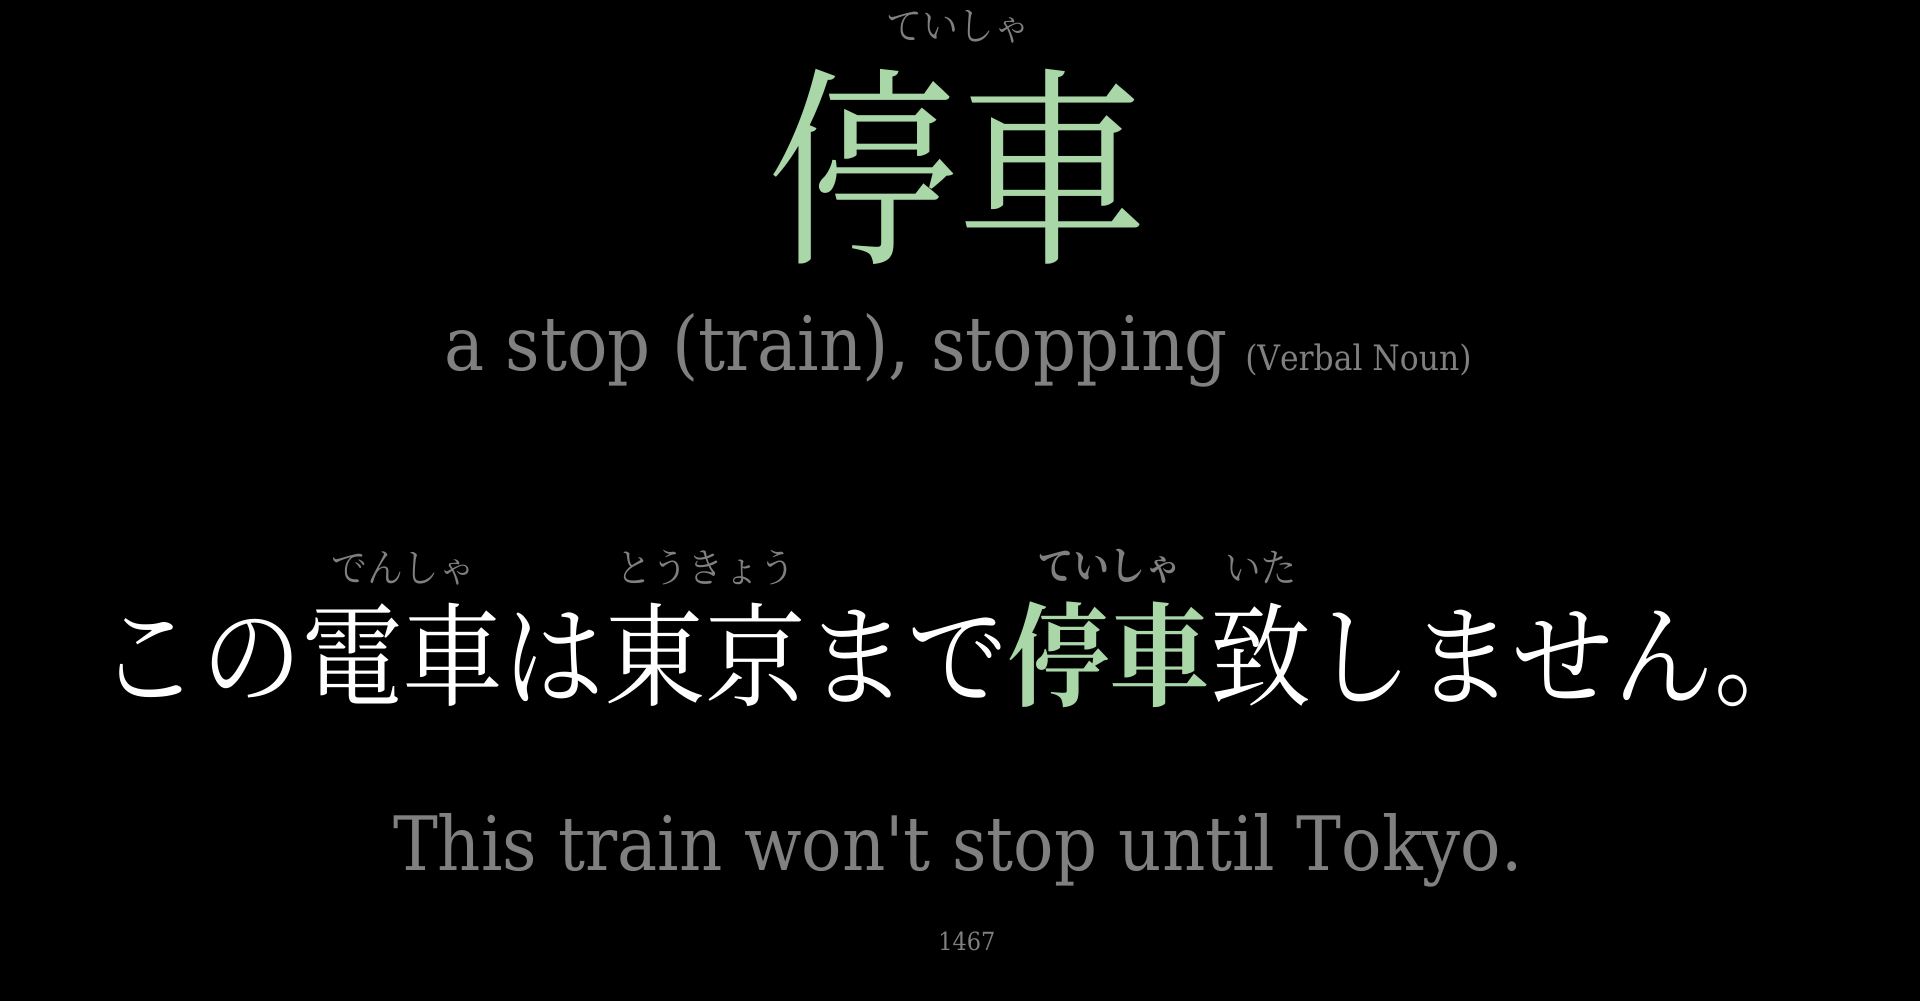 ていしゃ
停車
a stop (train), stopping (Verbal Noun)
でんしゃ とうきょう ていしゃ いた
この電車は東京まで停車致しません。
This train won't stop until Tokyo.
1467